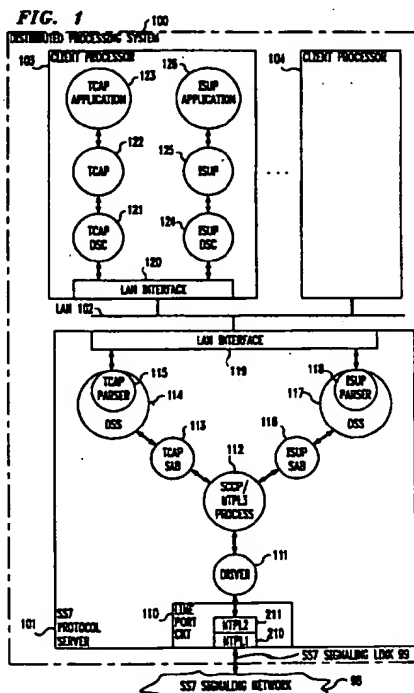 FIG. 1
100
DISTRIBUTED PROCESSING SYSTEM
103
CLIENT PROCESSOR
123
126
104
CLIENT PROCESSOR
TCAP
APPLICATION
ISUP
APPLICATION
122
125
TCAP
ISUP
121
124
TCAP
DSC
ISUP
DSC
120
LAN INTERFACE
LAN 102
LAN INTERFACE
119
TCAP
PARSER
115
118
ISUP
PARSER
114
117
DSS
DSS
113
116
TCAP
SAB
112
ISUP
SAB
SCCP/
MTPL3
PROCESS
111
DRIVER
110
LINE
PORT
CKT
211
MTPL2
210
MTPL1
101
SS7
PROTOCOL
SERVER
SS7 SIGNALING LINK 99
SS7 SIGNALING NETWORK
98